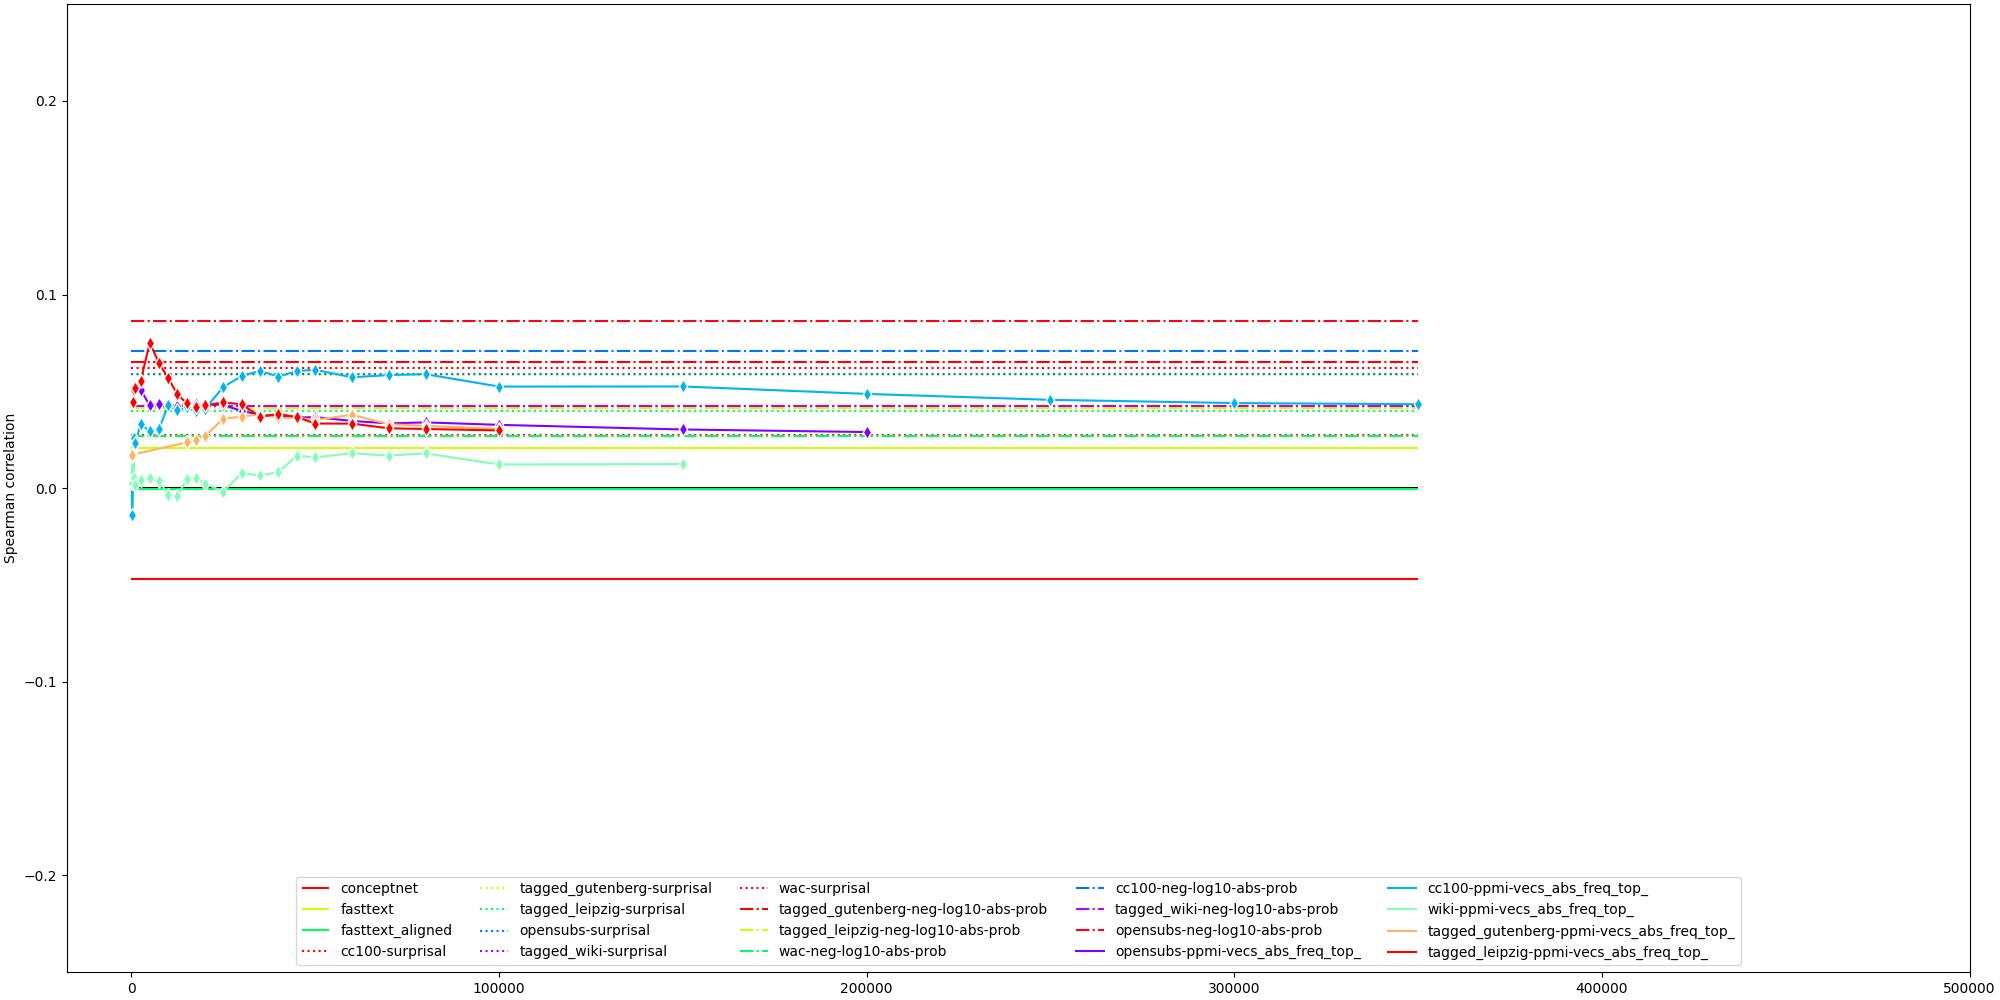 0.2
0.1
0.0
−0.1
−0.2
Spearman correlation
0
100000
200000
300000
400000
500000
conceptnet
fasttext
fasttext_aligned
cc100-surprisal
tagged_gutenberg-surprisal
tagged_leipzig-surprisal
opensubs-surprisal
tagged_wiki-surprisal
wac-surprisal
tagged_gutenberg-neg-log10-abs-prob
tagged_leipzig-neg-log10-abs-prob
wac-neg-log10-abs-prob
cc100-neg-log10-abs-prob
tagged_wiki-neg-log10-abs-prob
opensubs-neg-log10-abs-prob
opensubs-ppmi-vecs_abs_freq_top_
cc100-ppmi-vecs_abs_freq_top_
wiki-ppmi-vecs_abs_freq_top_
tagged_gutenberg-ppmi-vecs_abs_freq_top_
tagged_leipzig-ppmi-vecs_abs_freq_top_